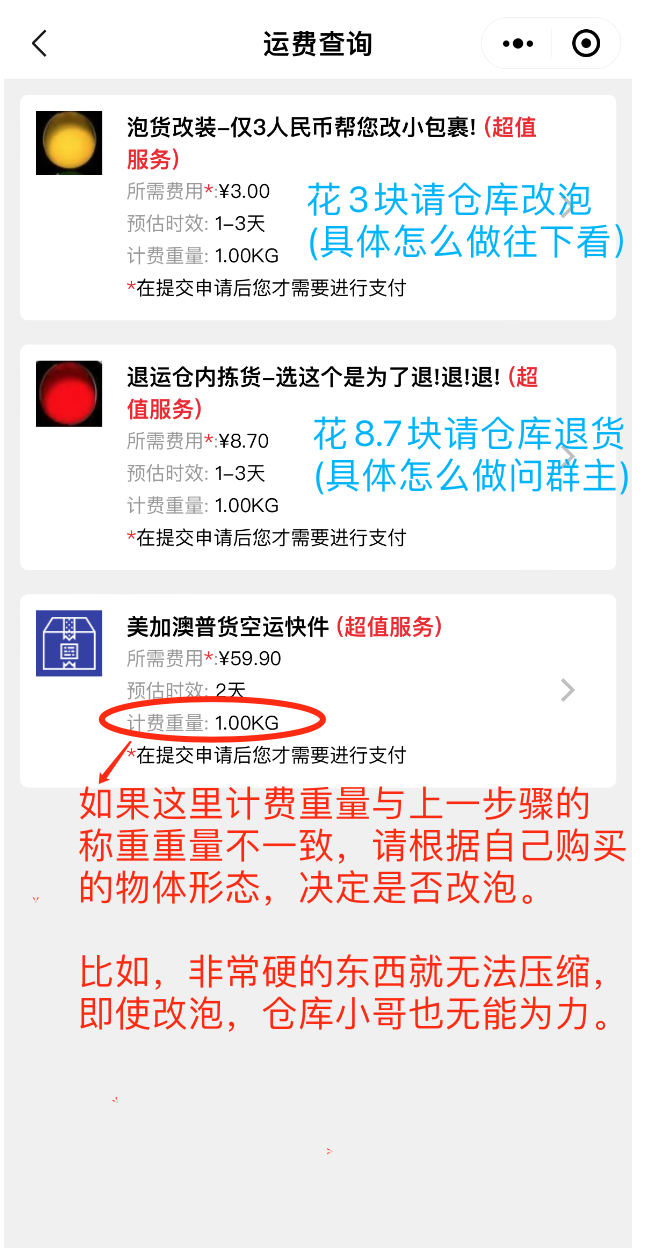 运费查询
泡货改装-仅3人民币帮您改小包裹! (超值
服务)
所需费用*:¥3.00
预估时效: 1-3天
计费重量: 1.00KG
*在提交申请后您才需要进行支付
花3块请仓库改泡
(具体怎么做往下看)
退运仓内拣货-选这个是为了退!退!退! (超
值服务)
所需费用*:¥8.70
预估时效: 1-3天
计费重量: 1.00KG
*在提交申请后您才需要进行支付
花8.7块请仓库退货
(具体怎么做问群主)
美加澳普货空运快件 (超值服务)
所需费用*:¥59.90
预估时效: 2天
计费重量: 1.00KG
*在提交申请后您才需要进行支付
如果这里计费重量与上一步骤的
称重重量不一致，请根据自己购买
的物体形态，决定是否改泡。
比如，非常硬的东西就无法压缩，
即使改泡，仓库小哥也无能为力。